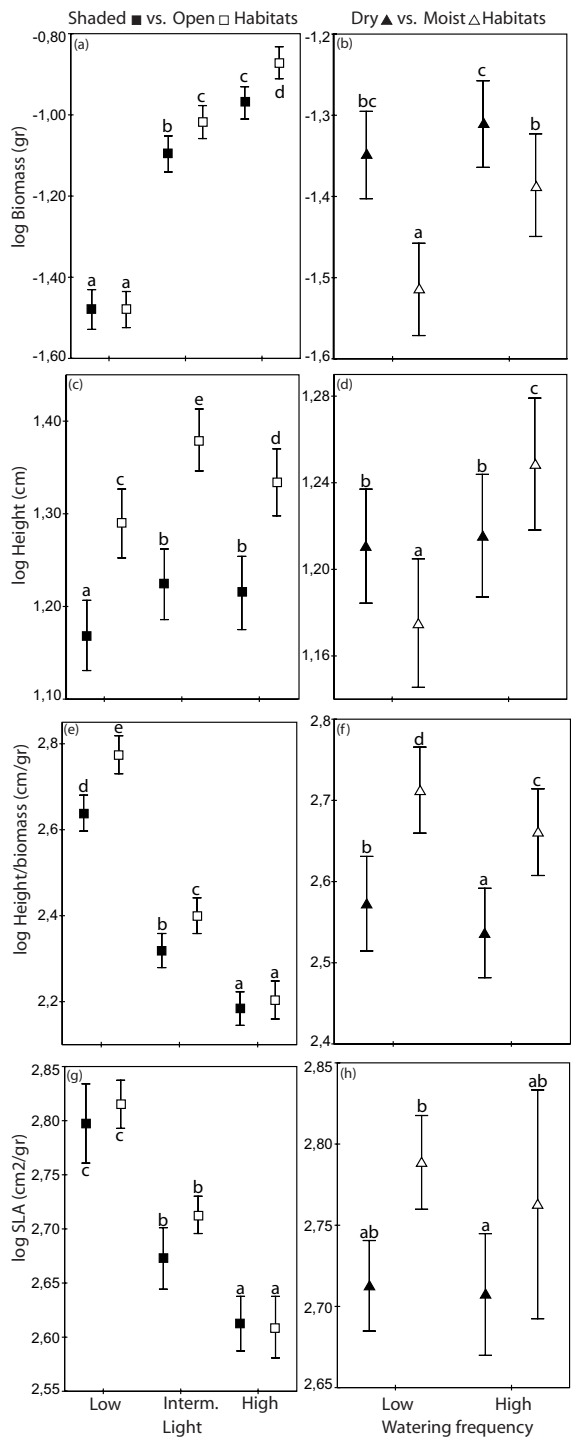 Shaded ■ vs. Open □ Habitats
Dry ▲ vs. Moist △ Habitats
(a)
log Biomass (gr)
-0,80
-1,00
-1,20
-1,40
-1,60
a a b c c d
(b)
-1,2
-1,3
-1,4
-1,5
-1,6
bc a c b
(c)
log Height (cm)
1,40
1,30
1,20
1,10
a c b e b d
(d)
1,28
1,24
1,20
1,16
b a b c
(e)
log Height/biomass (cm/gr)
2,8
2,6
2,4
2,2
d e b c a a
(f)
2,8
2,7
2,6
2,5
2,4
b d a c
(g)
log SLA (cm2/gr)
2,85
2,80
2,75
2,70
2,65
2,60
2,55
c c b b a a
(h)
2,85
2,80
2,75
2,70
2,65
ab b a ab
Low Interm. High
Light
Low High
Watering frequency